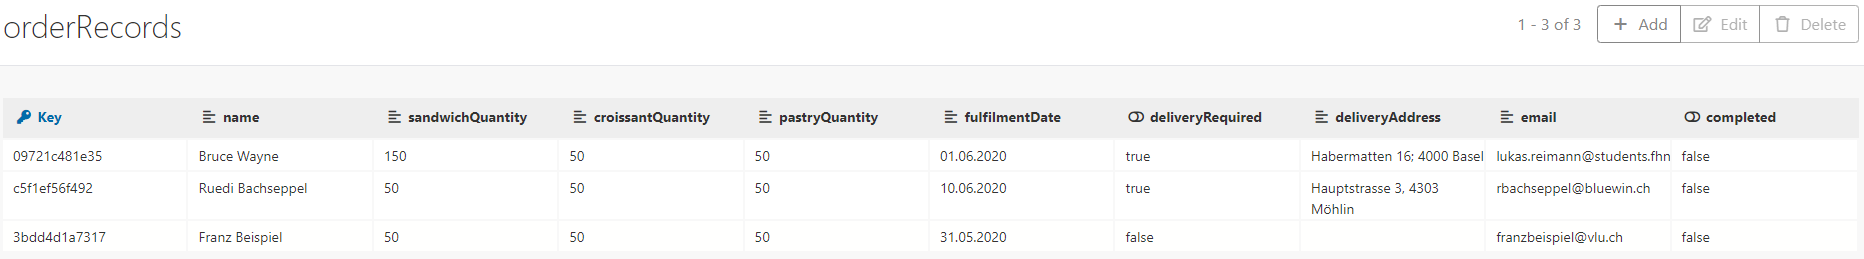 orderRecords
1 - 3 of 3 Add Edit Delete
Key name sandwichQuantity croissantQuantity pastryQuantity fulfilmentDate deliveryRequired deliveryAddress email completed
09721c481e35 Bruce Wayne 150 50 50 01.06.2020 true Habermatten 16; 4000 Basel lukas.reimann@students.fhn false
c5f1ef56f492 Ruedi Bachseppel 50 50 50 10.06.2020 true Hauptstrasse 3, 4303 rbachseppel@bluewin.ch false
Möhlin
3bdd4d1a7317 Franz Beispiel 50 50 50 31.05.2020 false franzbeispiel@vlu.ch false